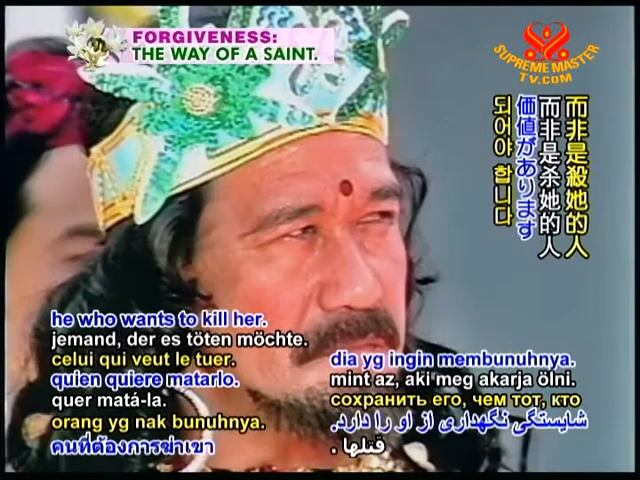 FORGIVENESS:
THE WAY OF A SAINT.
SUPREME MASTER
TV.COM
而非是殺她的人
而非是杀她的人
価値があります
되어야 합니다
he who wants to kill her.
jemand, der es töten möchte.
celui qui veut le tuer.
quien quiere matarlo.
quer matá-la.
orang yg nak bunuhnya.
คนที่ต้องการฆ่าเขา
dia yg ingin membunuhnya.
mint az, aki meg akarja ölni.
сохранить его, чем тот, кто
شایستگی نگهداری از او را دارد.
قتلها .